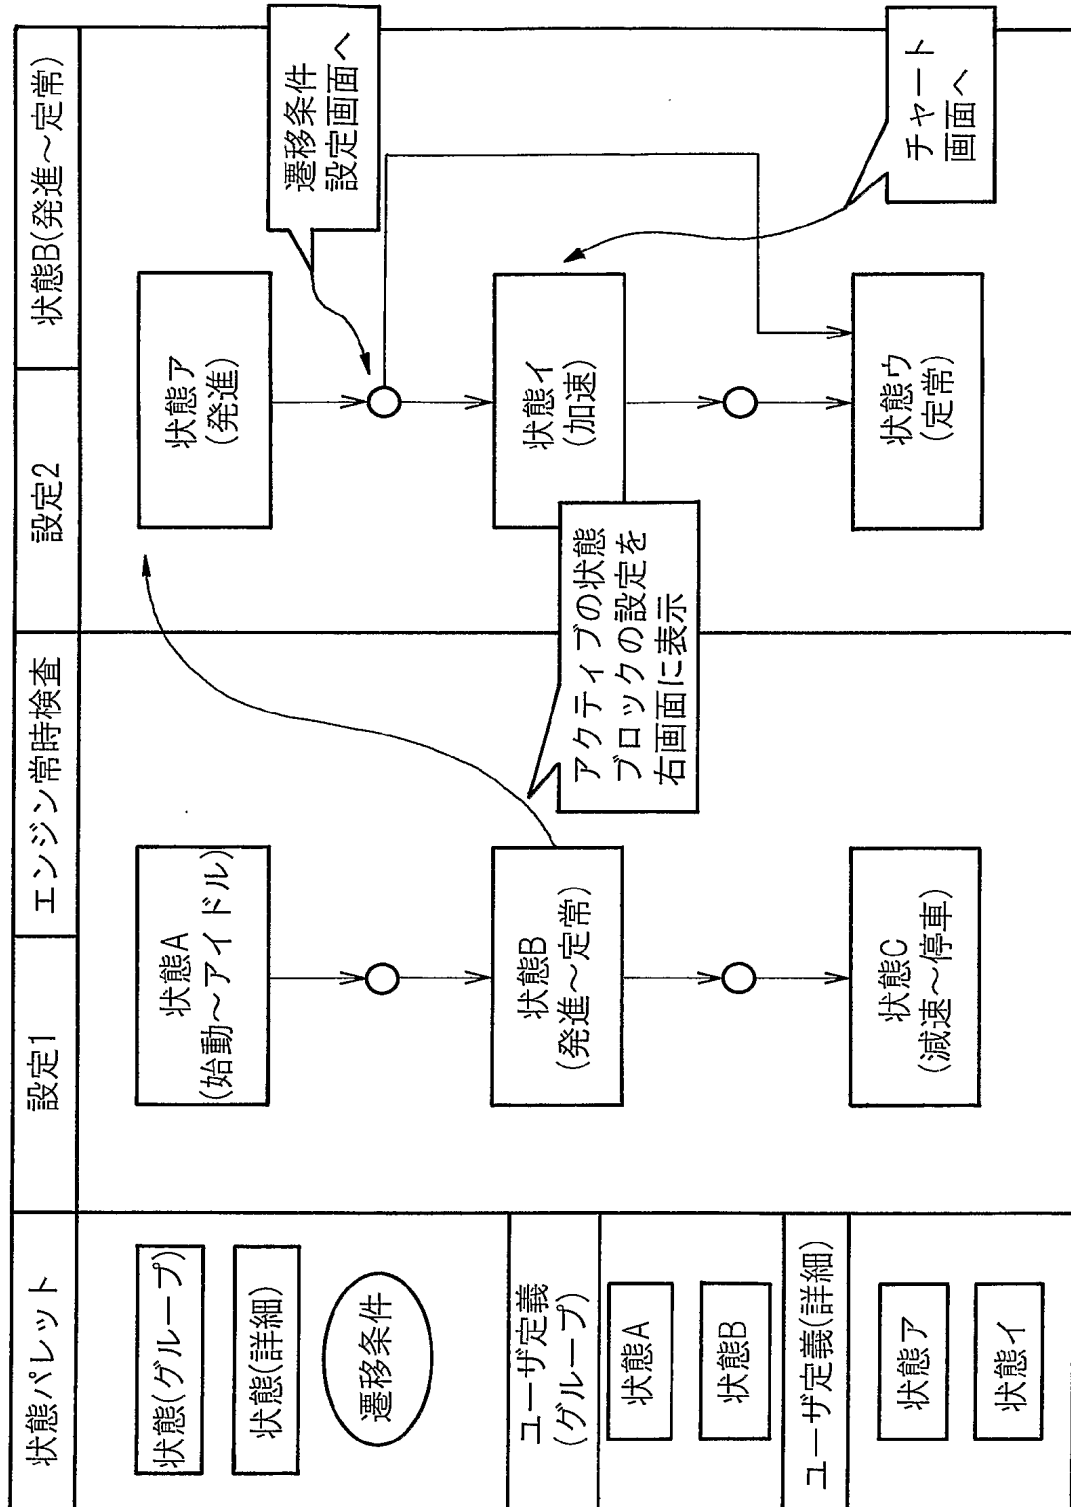 状態パレット
状態(グループ)
状態(詳細)
遷移条件
ユーザ定義
(グループ)
状態A
状態B
ユーザ定義(詳細)
状態ア
状態イ
設定1
エンジン常時検査
状態A
(始動～アイドル)
状態B
(発進～定常)
状態C
(減速～停車)
アクティブの状態
ブロックの設定を
右画面に表示
設定2
状態B(発進～定常)
状態ア
(発進)
遷移条件
設定画面へ
状態イ
(加速)
チャート
画面へ
状態ウ
(定常)